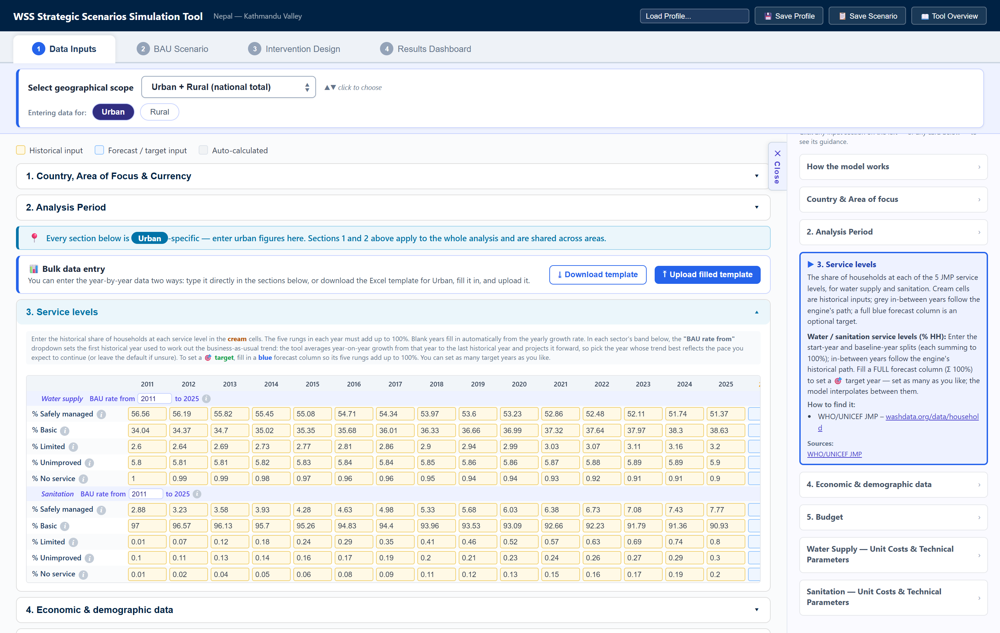 WSS Strategic Scenarios Simulation Tool Nepal — Kathmandu Valley Load Profile... Save Profile Save Scenario Tool Overview
1 Data Inputs 2 BAU Scenario 3 Intervention Design 4 Results Dashboard
Select geographical scope Urban + Rural (national total) ▲▼ click to choose
Entering data for: Urban Rural
Historical input Forecast / target input Auto-calculated
× Close
1. Country, Area of Focus & Currency
2. Analysis Period
Every section below is Urban-specific — enter urban figures here. Sections 1 and 2 above apply to the whole analysis and are shared across areas.
Bulk data entry
You can enter the year-by-year data two ways: type it directly in the sections below, or download the Excel template for Urban, fill it in, and upload it.
↓ Download template ↑ Upload filled template
3. Service levels
Enter the historical share of households at each service level in the cream cells. The five rungs in each year must add up to 100%. Blank years fill in automatically from the yearly growth rate. In each sector's band below, the "BAU rate from"
dropdown sets the first historical year used to work out the business-as-usual trend: the tool averages year-on-year growth from that year to the last historical year and projects it forward, so pick the year whose trend best reflects the pace you
expect to continue (or leave the default if unsure). To set a 🎯 target, fill in a blue forecast column so its five rungs add up to 100%. You can set as many target years as you like.
2011 2012 2013 2014 2015 2016 2017 2018 2019 2020 2021 2022 2023 2024 2025
Water supply BAU rate from 2011 to 2025 i
% Safely managed i 56.56 56.19 55.82 55.45 55.08 54.71 54.34 53.97 53.6 53.23 52.86 52.48 52.11 51.74 51.37
% Basic i 34.04 34.37 34.7 35.02 35.35 35.68 36.01 36.33 36.66 36.99 37.32 37.64 37.97 38.3 38.63
% Limited i 2.6 2.64 2.69 2.73 2.77 2.81 2.86 2.9 2.94 2.99 3.03 3.07 3.11 3.16 3.2
% Unimproved i 5.8 5.81 5.81 5.82 5.83 5.84 5.84 5.85 5.86 5.86 5.87 5.88 5.89 5.89 5.9
% No service i 1 0.99 0.99 0.98 0.97 0.96 0.96 0.95 0.94 0.94 0.93 0.92 0.91 0.91 0.9
Sanitation BAU rate from 2011 to 2025 i
% Safely managed i 2.88 3.23 3.58 3.93 4.28 4.63 4.98 5.33 5.68 6.03 6.38 6.73 7.08 7.43 7.77
% Basic i 97 96.57 96.13 95.7 95.26 94.83 94.4 93.96 93.53 93.09 92.66 92.23 91.79 91.36 90.93
% Limited i 0.01 0.07 0.12 0.18 0.24 0.29 0.35 0.41 0.46 0.52 0.57 0.63 0.69 0.74 0.8
% Unimproved i 0.1 0.11 0.13 0.14 0.16 0.17 0.19 0.2 0.21 0.23 0.24 0.26 0.27 0.29 0.3
% No service i 0.01 0.02 0.04 0.05 0.06 0.08 0.09 0.11 0.12 0.13 0.15 0.16 0.17 0.19 0.2
4. Economic & demographic data
see its guidance.
How the model works
Country & Area of focus
2. Analysis Period
▶ 3. Service levels
The share of households at each of the 5 JMP service
levels, for water supply and sanitation. Cream cells
are historical inputs; grey in-between years follow the
engine's path; a full blue forecast column is an
optional target.
Water / sanitation service levels (% HH): Enter the
start-year and baseline-year splits (each summing to
100%); in-between years follow the engine's
historical path. Fill a FULL forecast column (Σ 100%)
to set a 🎯 target year — set as many as you like; the
model interpolates between them.
How to find it:
• WHO/UNICEF JMP – washdata.org/data/househol
d
Sources:
WHO/UNICEF JMP
4. Economic & demographic data
5. Budget
Water Supply — Unit Costs & Technical
Parameters
Sanitation — Unit Costs & Technical
Parameters